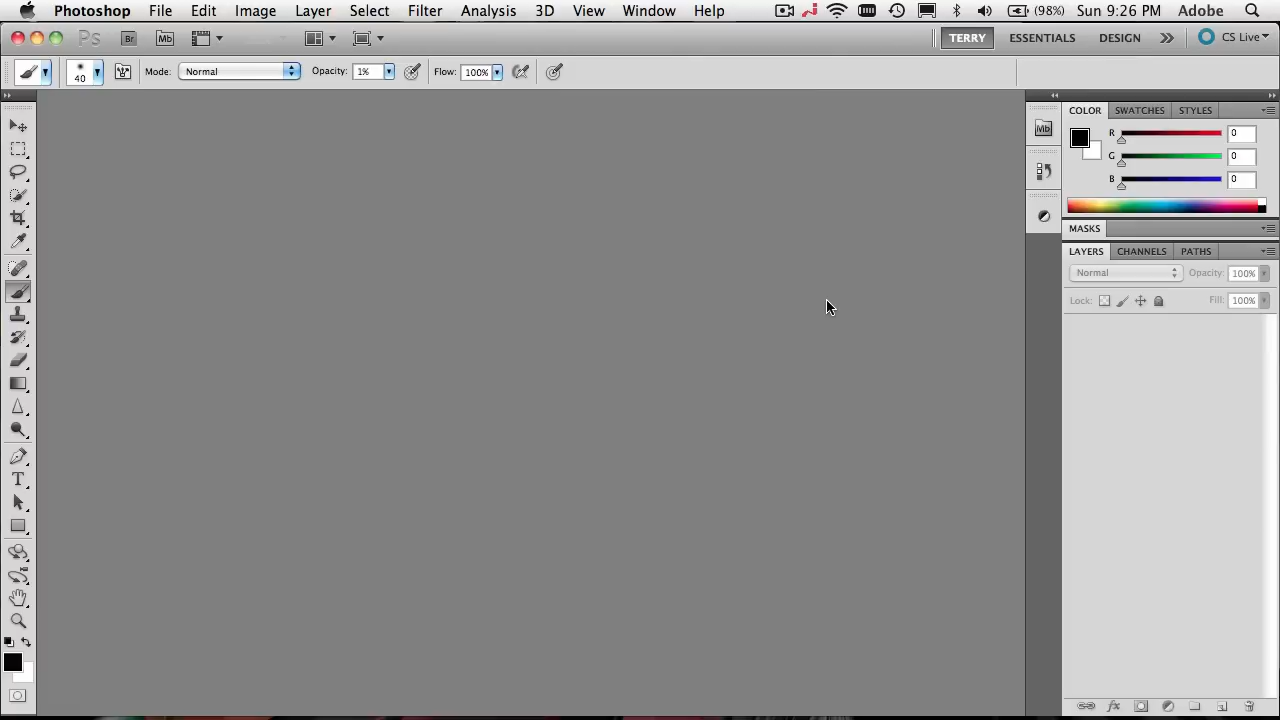 Photoshop File Edit Image Layer Select Filter Analysis 3D View Window Help (98%) Sun 9:26 PM Adobe
Ps Br Mb TERRY ESSENTIALS DESIGN CS Live
40 Mode: Normal Opacity: 1% Flow: 100%
COLOR SWATCHES STYLES
Mb
R 0
G 0
B 0
MASKS
LAYERS CHANNELS PATHS
Normal Opacity: 100%
Lock: Fill: 100%
T
fx